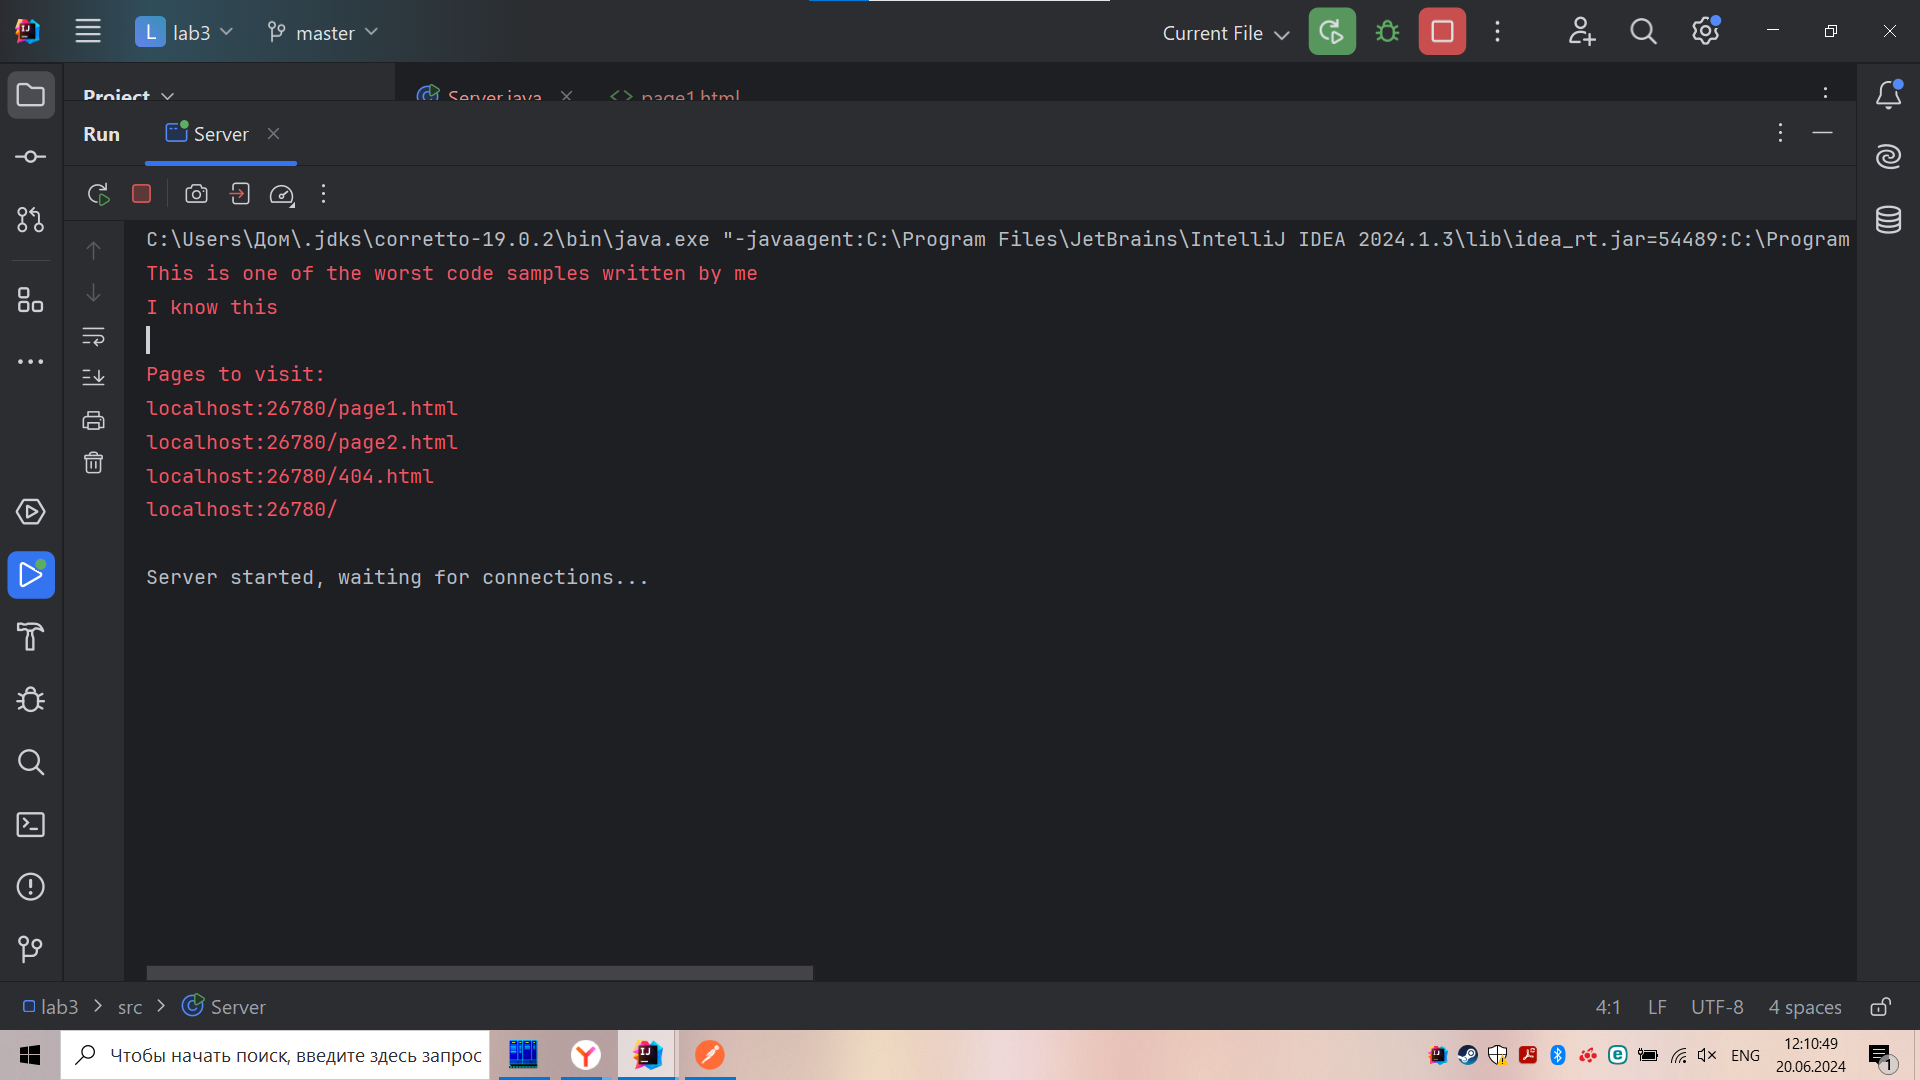 L lab3 master Current File
Project Server.java page1.html
Run Server
C:\Users\Дом\.jdks\corretto-19.0.2\bin\java.exe "-javaagent:C:\Program Files\JetBrains\IntelliJ IDEA 2024.1.3\lib\idea_rt.jar=54489:C:\Program
This is one of the worst code samples written by me
I know this
Pages to visit:
localhost:26780/page1.html
localhost:26780/page2.html
localhost:26780/404.html
localhost:26780/
Server started, waiting for connections...
lab3 > src > Server 4:1 LF UTF-8 4 spaces
Чтобы начать поиск, введите здесь запрос ENG 12:10:49
20.06.2024 1